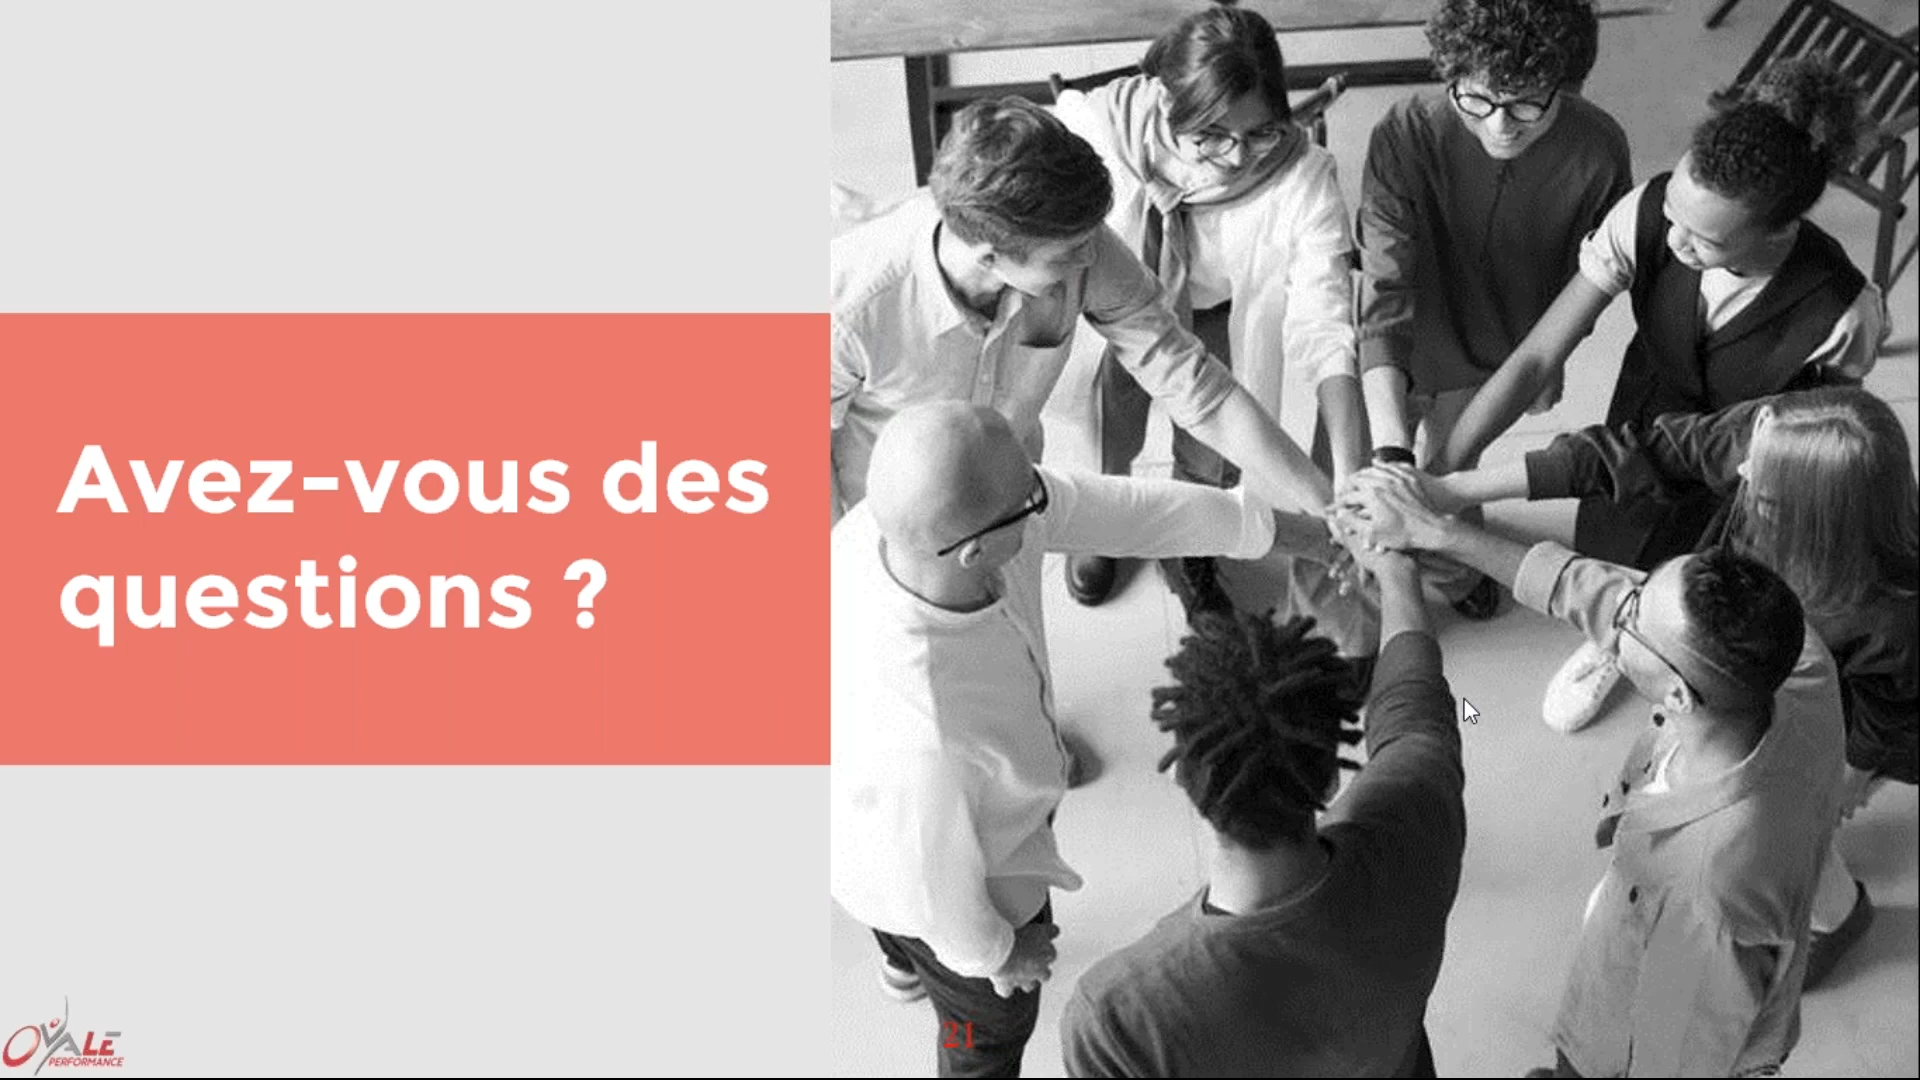 Avez-vous des
questions ?
OVALE
PERFORMANCE
21